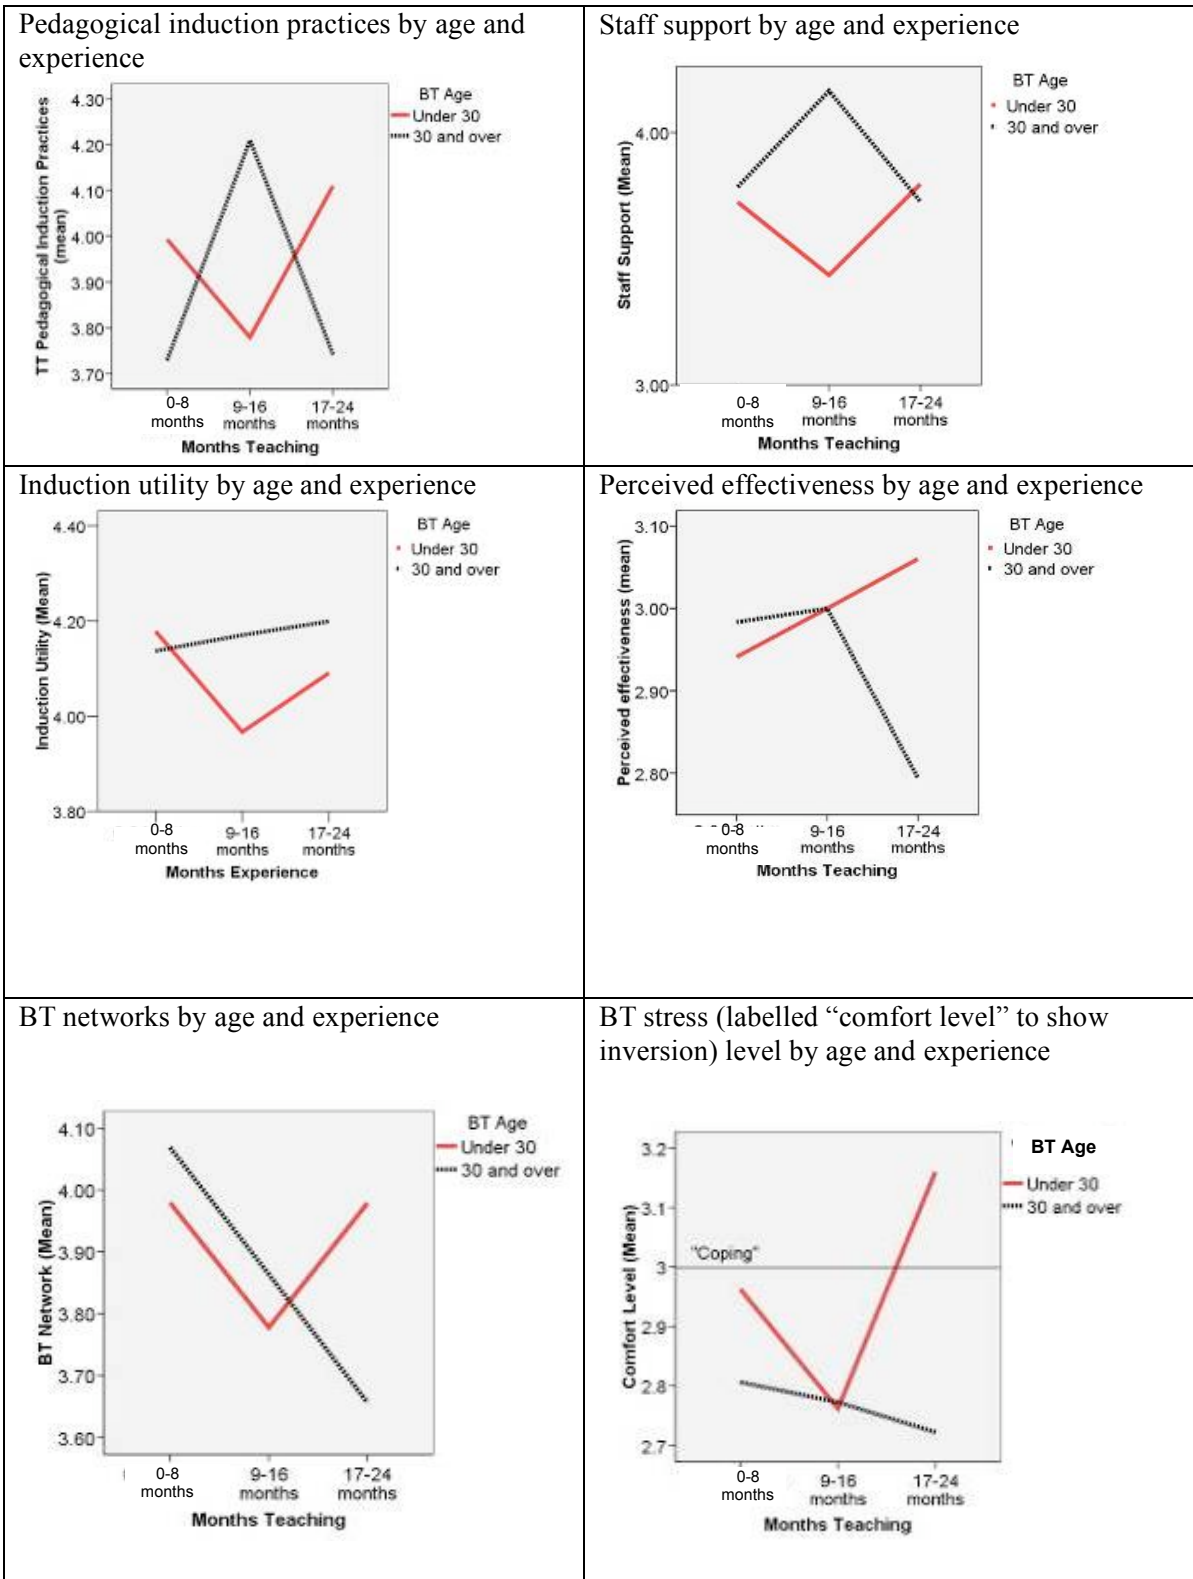 Pedagogical induction practices by age and
experience
TT Pedagogical Induction Practices
(mean)
4.30
4.20
4.10
4.00
3.90
3.80
3.70
BT Age
Under 30
30 and over
0-8
months
9-16
months
17-24
months
Months Teaching
Staff support by age and experience
Staff Support (Mean)
4.00
3.00
BT Age
Under 30
30 and over
0-8
months
9-16
months
17-24
months
Months Teaching
Induction utility by age and experience
Induction Utility (Mean)
4.40
4.20
4.00
3.80
BT Age
Under 30
30 and over
0-8
months
9-16
months
17-24
months
Months Experience
Perceived effectiveness by age and experience
Perceived effectiveness (mean)
3.10
3.00
2.90
2.80
BT Age
Under 30
30 and over
0-8
months
9-16
months
17-24
months
Months Teaching
BT networks by age and experience
BT Network (Mean)
4.10
4.00
3.90
3.80
3.70
3.60
BT Age
Under 30
30 and over
0-8
months
9-16
months
17-24
months
Months Teaching
BT stress (labelled “comfort level” to show
inversion) level by age and experience
Comfort Level (Mean)
3.2
3.1
3
2.9
2.8
2.7
"Coping"
BT Age
Under 30
30 and over
0-8
months
9-16
months
17-24
months
Months Teaching